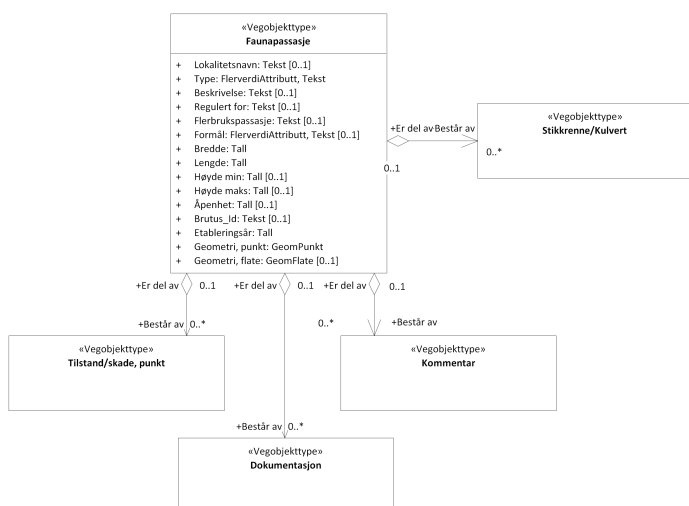 «Vegobjekttype»
Faunapassasje
+ Lokalitetsnavn: Tekst [0..1]
+ Type: FlerverdiAttributt, Tekst
+ Beskrivelse: Tekst [0..1]
+ Regulert for: Tekst [0..1]
+ Flerbrukspassasje: Tekst [0..1]
+ Formål: FlerverdiAttributt, Tekst [0..1]
+ Bredde: Tall
+ Lengde: Tall
+ Høyde min: Tall [0..1]
+ Høyde maks: Tall [0..1]
+ Åpenhet: Tall [0..1]
+ Brutus_Id: Tekst [0..1]
+ Etableringsår: Tall
+ Geometri, punkt: GeomPunkt
+ Geometri, flate: GeomFlate [0..1]
+Er del av
+Består av
0..1
0..*
«Vegobjekttype»
Stikkrenne/Kulvert
+Er del av 0..1
+Er del av 0..1
+Er del av 0..1
+Består av 0..*
0..* +Består av
«Vegobjekttype»
Tilstand/skade, punkt
«Vegobjekttype»
Kommentar
+Består av 0..*
«Vegobjekttype»
Dokumentasjon